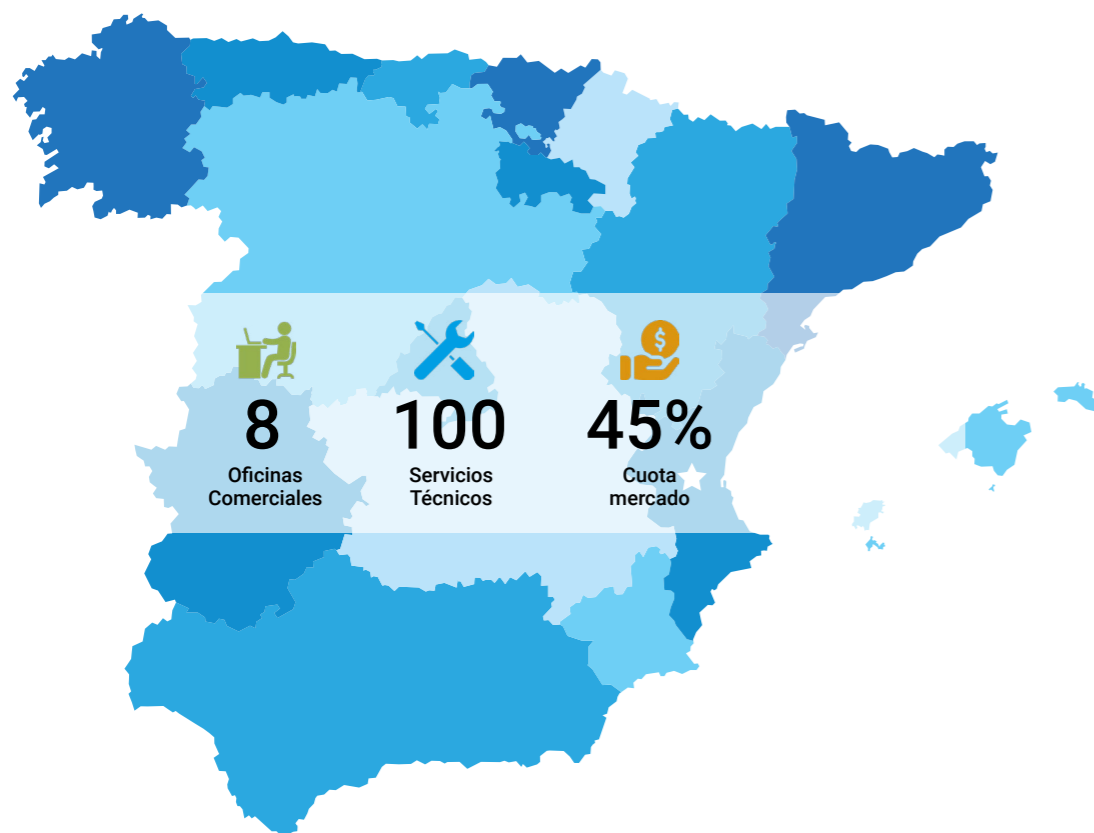 $
8
Oficinas
Comerciales
100
Servicios
Técnicos
45%
Cuota
mercado